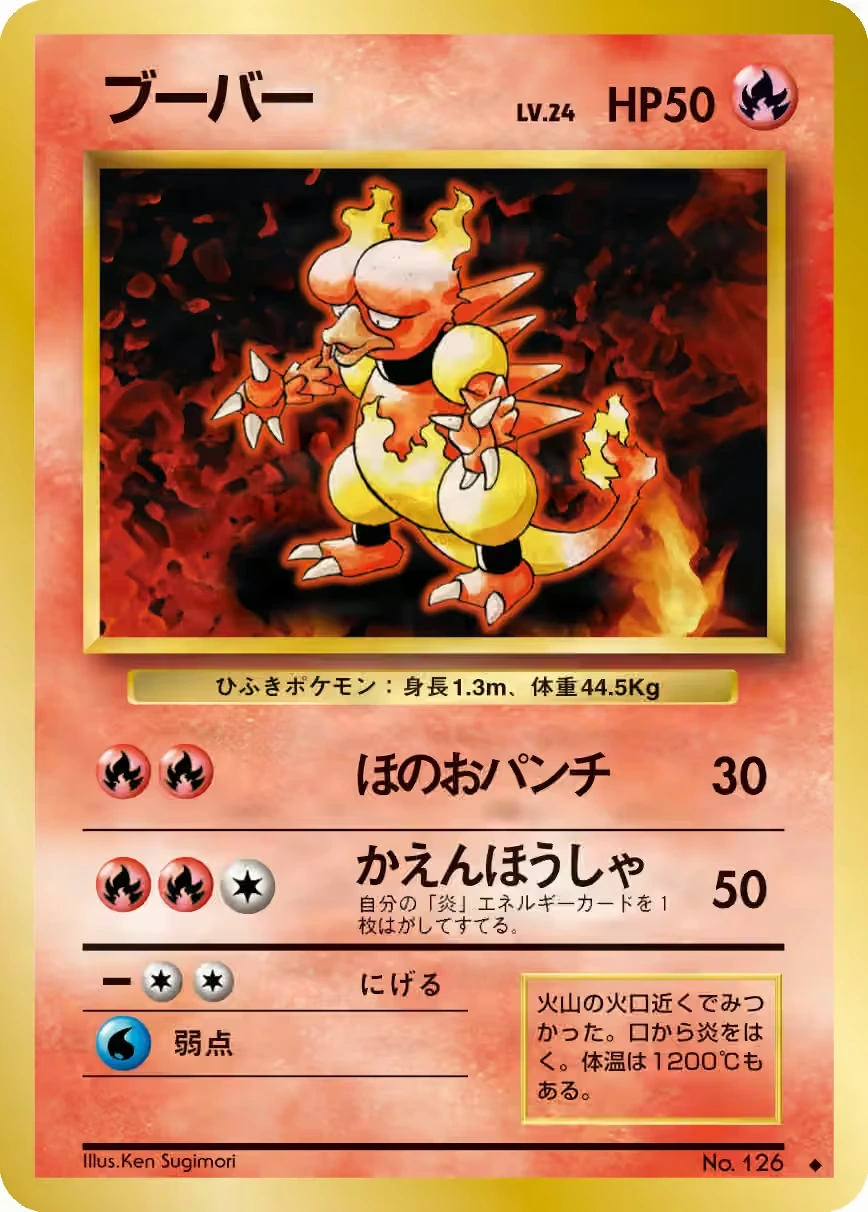 ブーバー LV.24 HP50
ひふきポケモン：身長1.3m、体重44.5Kg
ほのおパンチ 30
かえんほうしゃ 50
自分の「炎」エネルギーカードを1
枚はがしてすてる。
ー にげる
弱点
火山の火口近くでみつ
かった。口から炎をは
く。体温は1200℃も
ある。
Illus.Ken Sugimori No. 126